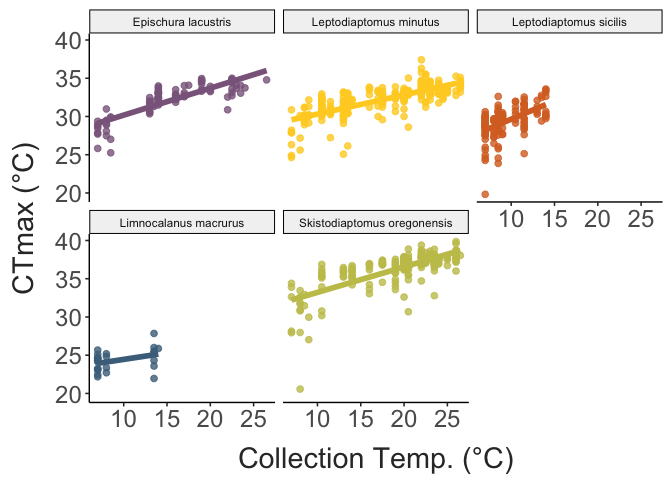 Epischura lacustris
Leptodiaptomus minutus
Leptodiaptomus sicilis
40
35
30
25
20
10 15 20 25
Limnocalanus macrurus
Skistodiaptomus oregonensis
40
35
30
25
20
10 15 20 25
10 15 20 25
CTmax (°C)
Collection Temp. (°C)